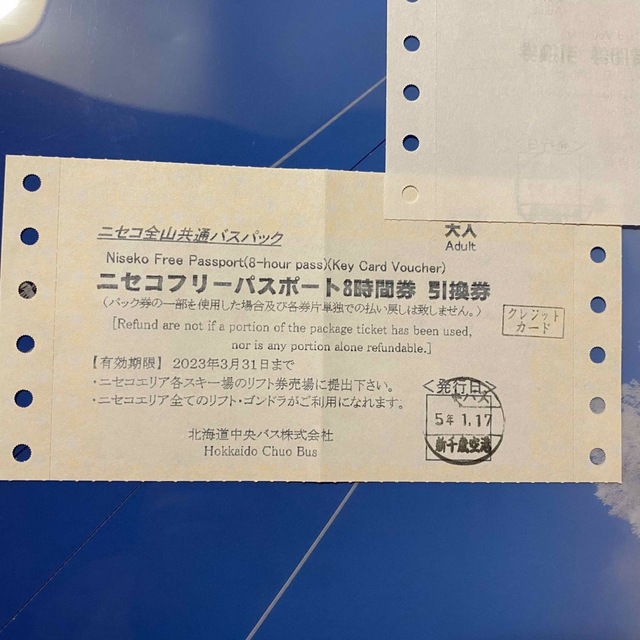 ニセコ全山共通バスパック
大人
Adult
Niseko Free Passport(8-hour pass)(Key Card Voucher)
ニセコフリーパスポート8時間券 引換券
(パック券の一部を使用した場合及び各券片単独での払い戻しは致しません。)
クレジット
カード
[Refund are not if a portion of the package ticket has been used,
nor is any portion alone refundable.]
【有効期限】 2023年3月31日まで
・ニセコエリア各スキー場のリフト券売場に提出下さい。
・ニセコエリア全てのリフト・ゴンドラがご利用になれます。
<発行日>
5年 1.17
新千歳空港
北海道中央バス株式会社
Hokkaido Chuo Bus